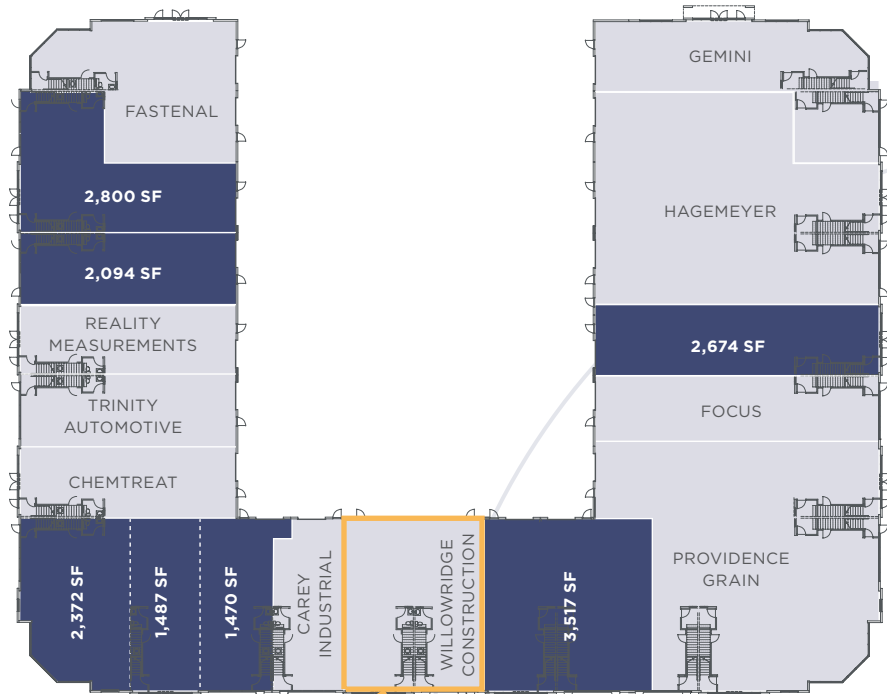 GEMINI
FASTENAL
2,800 SF
HAGEMEYER
2,094 SF
REALITY
MEASUREMENTS
2,674 SF
TRINITY
AUTOMOTIVE
FOCUS
CHEMTREAT
2,372 SF
1,487 SF
1,470 SF
CAREY
INDUSTRIAL
WILLOWRIDGE
CONSTRUCTION
3,517 SF
PROVIDENCE
GRAIN